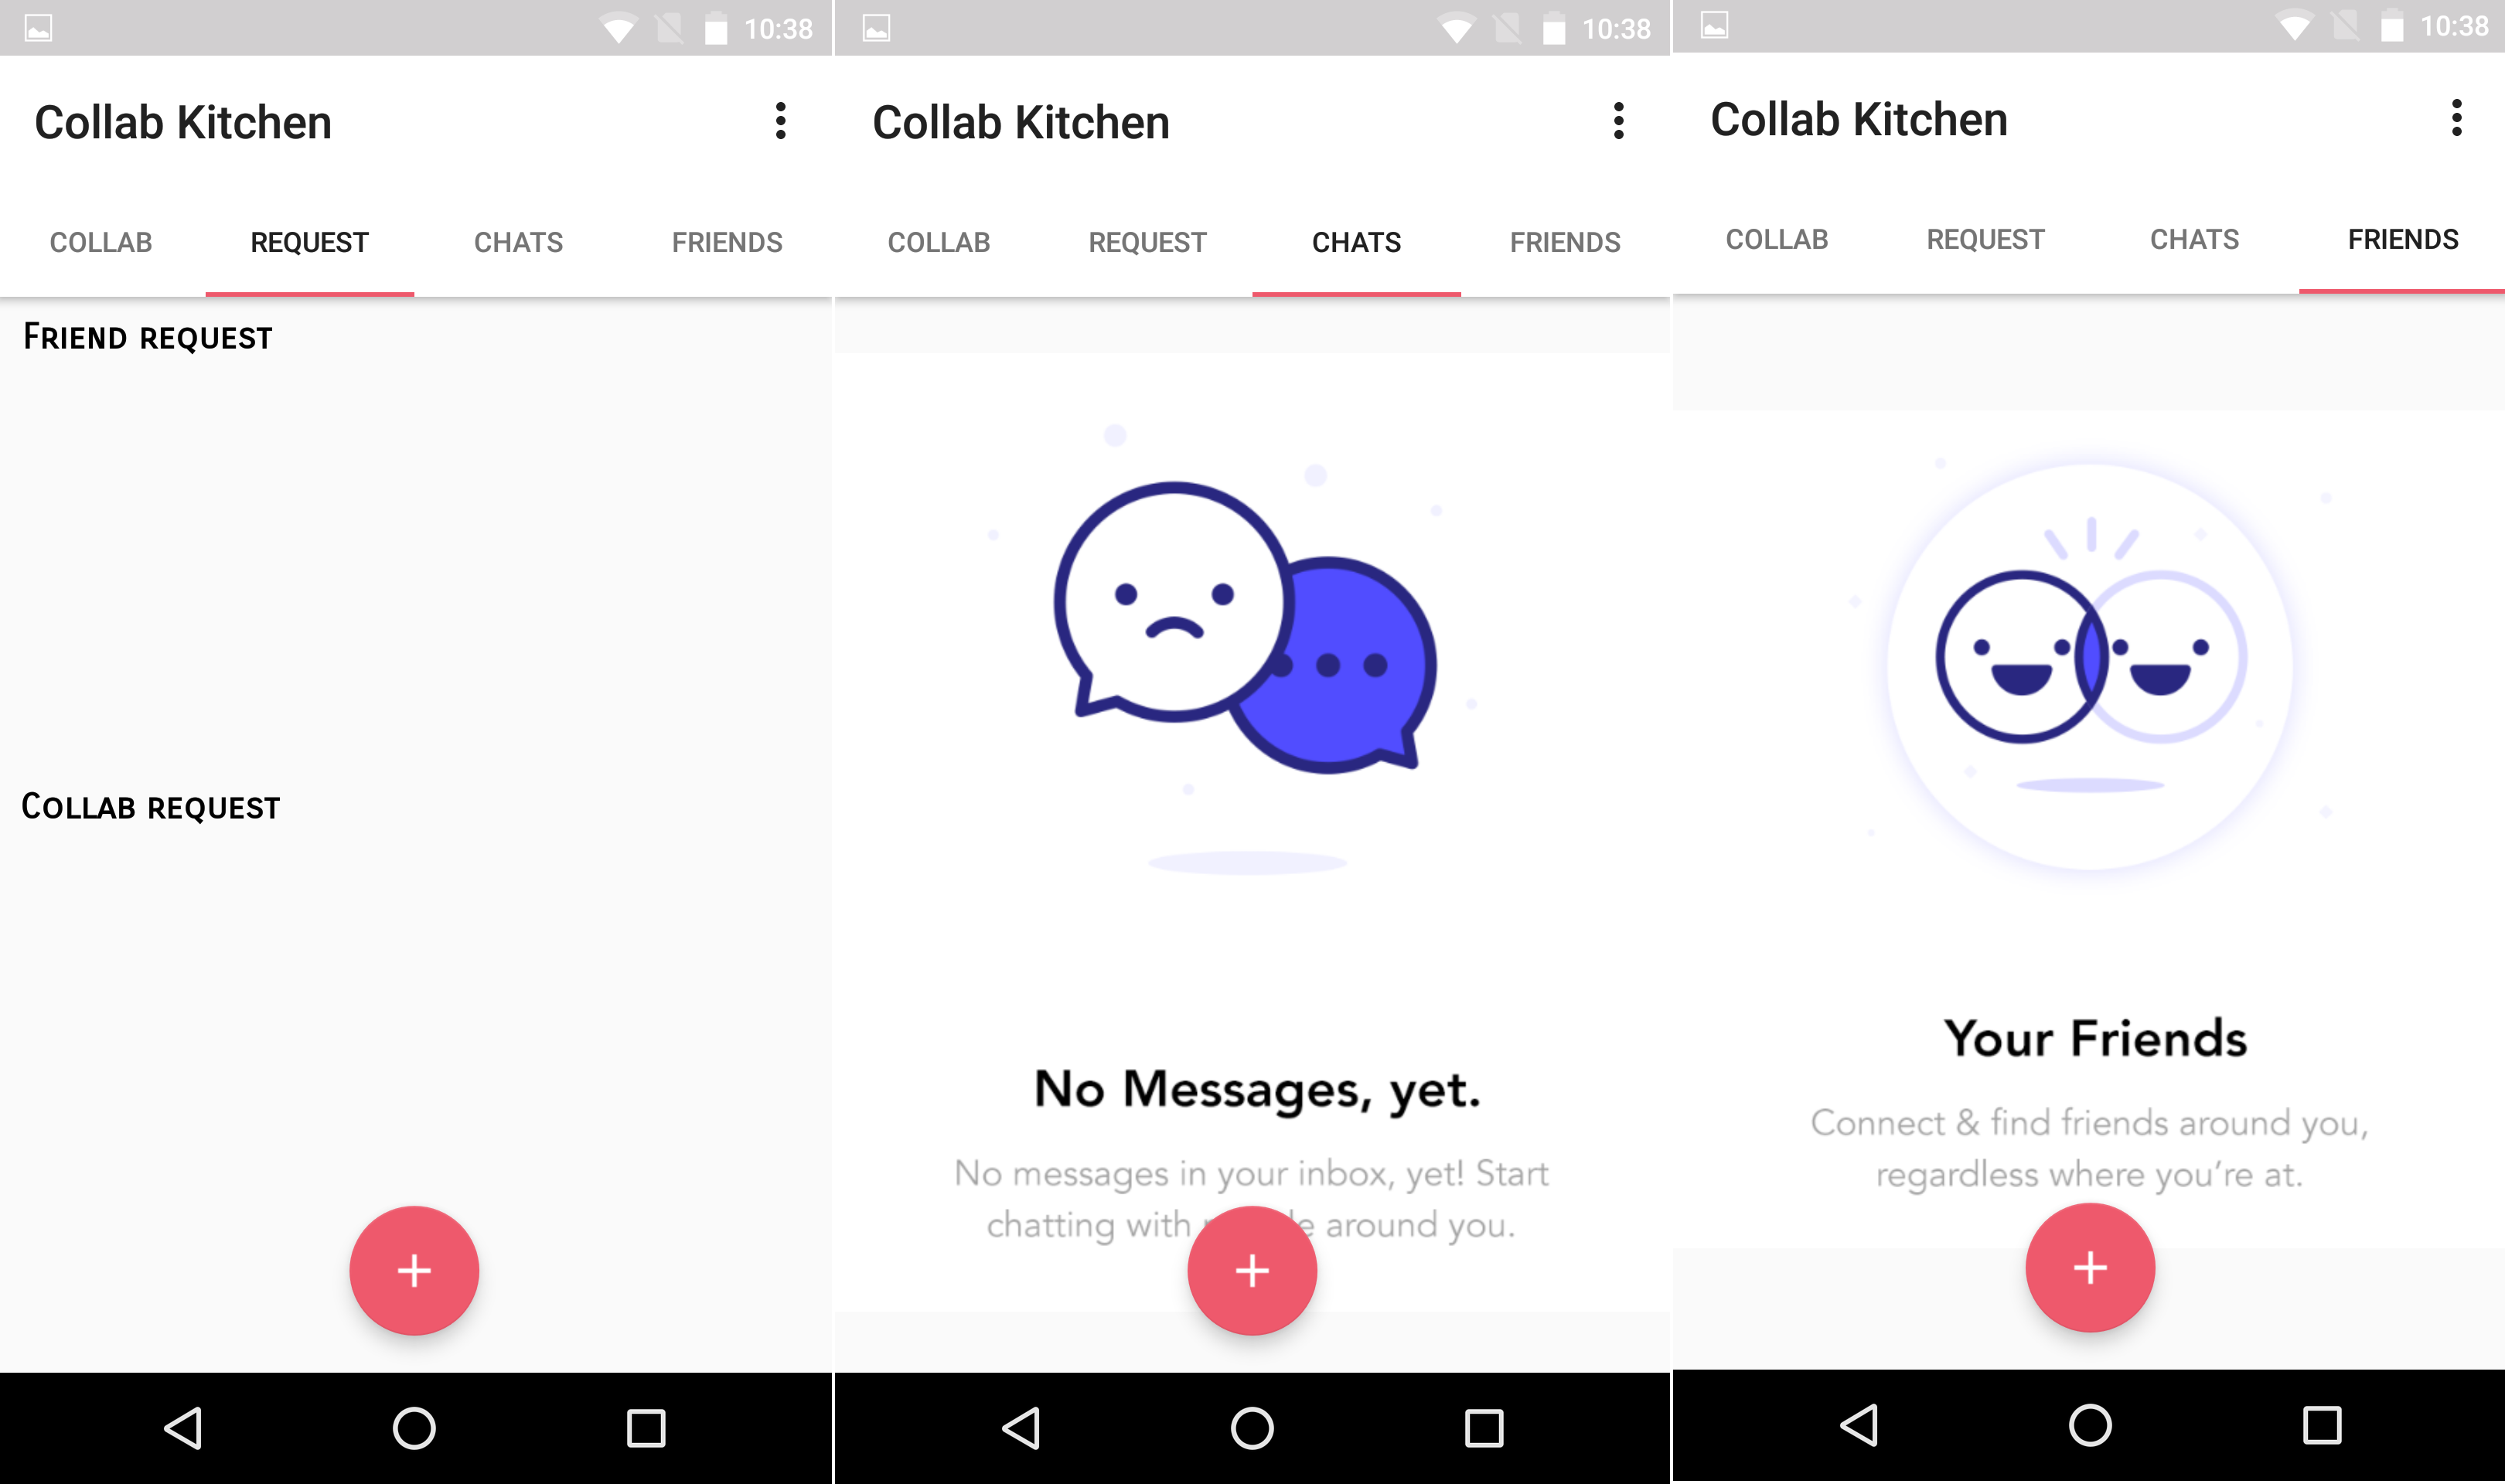 10:38
Collab Kitchen
COLLAB REQUEST CHATS FRIENDS
Friend request
Collab request
10:38
Collab Kitchen
COLLAB REQUEST CHATS FRIENDS
No Messages, yet.
No messages in your inbox, yet! Start
chatting with around you.
10:38
Collab Kitchen
COLLAB REQUEST CHATS FRIENDS
Your Friends
Connect & find friends around you,
regardless where you’re at.